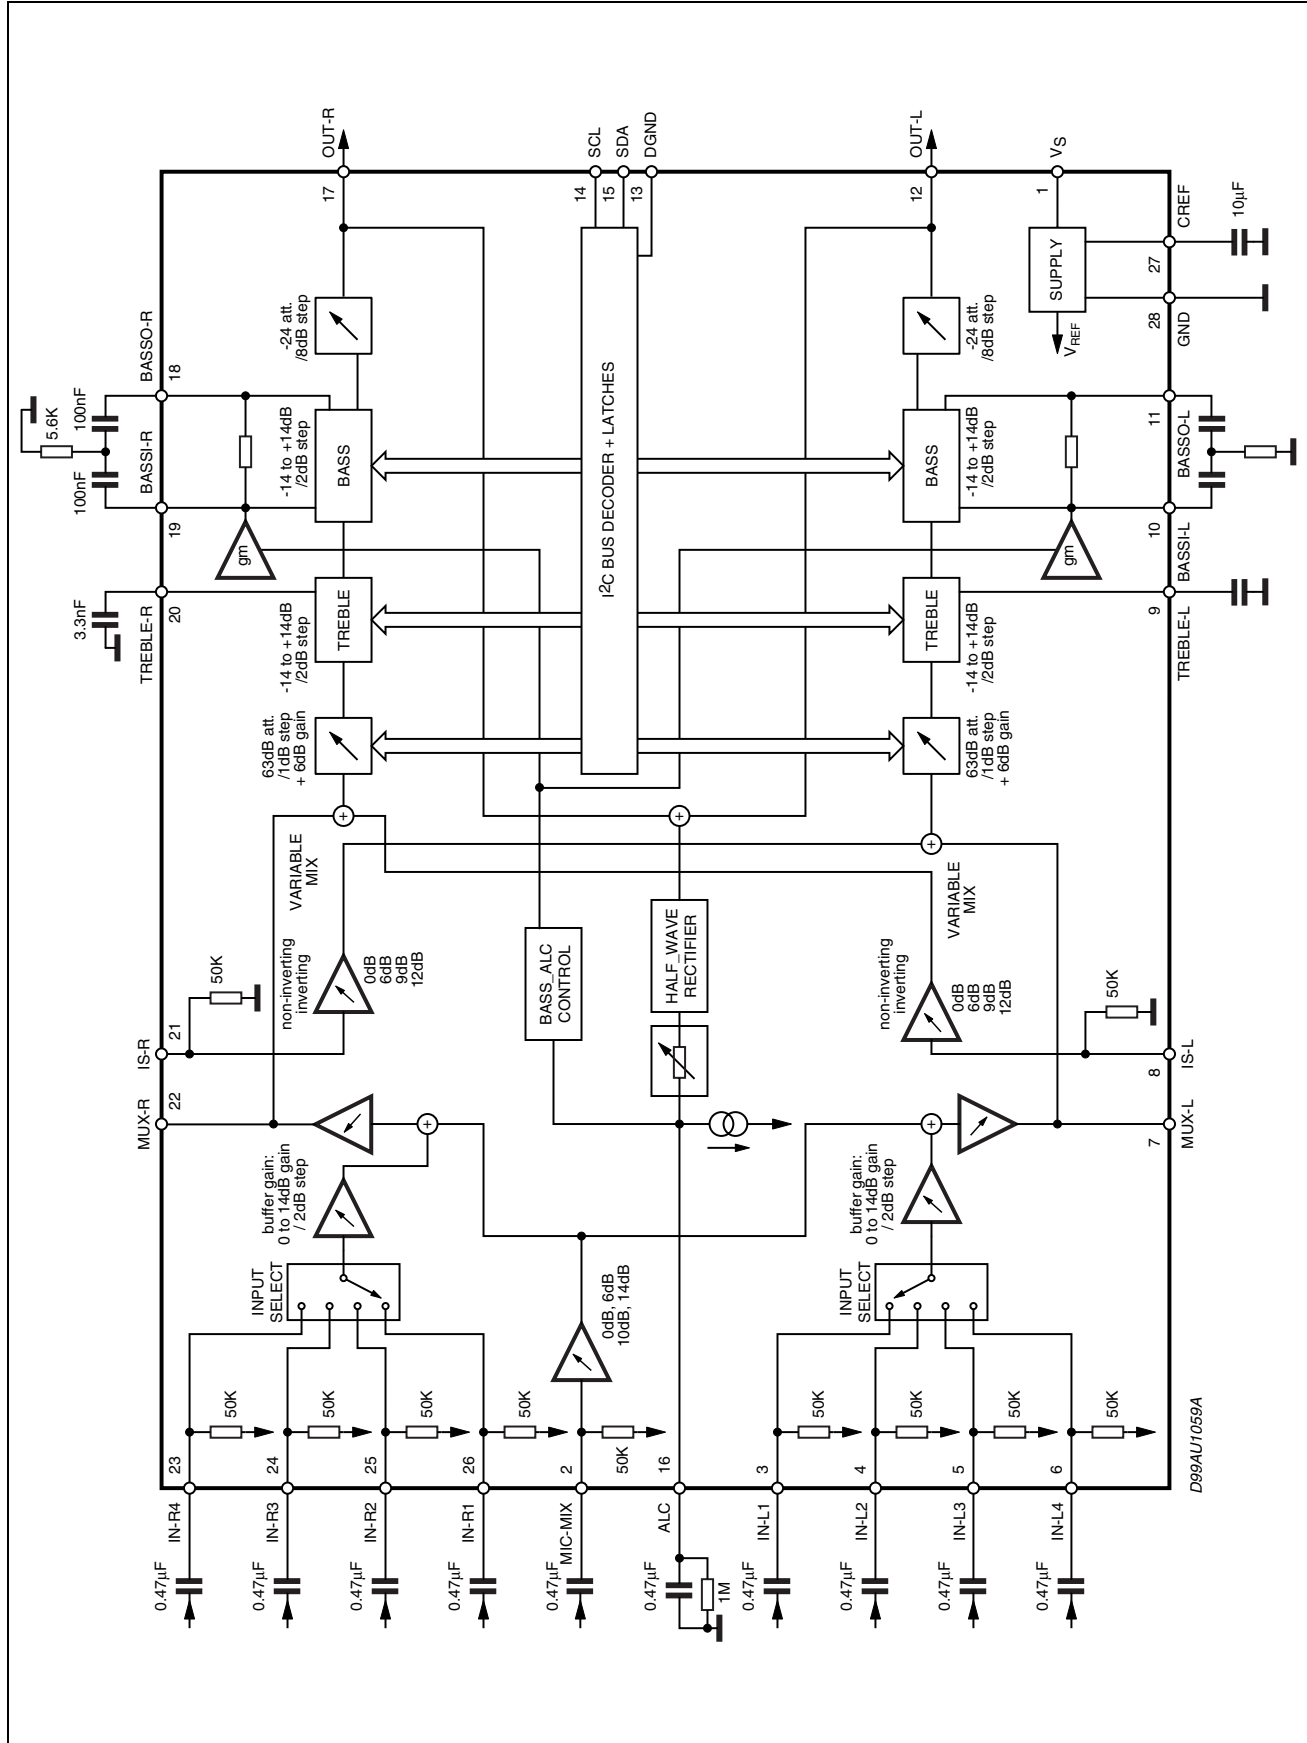 OUT-R
17
SCL
SDA
DGND
14
15
13
OUT-L
12
VS
1
CREF
10µF
27
SUPPLY
VREF
28
GND
-24 att.
/8dB step
-24 att.
/8dB step
BASSO-R
18
100nF
5.6K
100nF
BASSI-R
19
BASS
-14 to +14dB
/2dB step
gm
I2C BUS DECODER + LATCHES
BASS
-14 to +14dB
/2dB step
gm
11
BASSO-L
10
BASSI-L
3.3nF
TREBLE-R
20
TREBLE
-14 to +14dB
/2dB step
TREBLE
-14 to +14dB
/2dB step
9
TREBLE-L
63dB att.
/1dB step
+ 6dB gain
63dB att.
/1dB step
+ 6dB gain
+
+
+
VARIABLE
MIX
VARIABLE
MIX
50K
non-inverting
inverting
0dB
6dB
9dB
12dB
BASS_ALC
CONTROL
HALF_WAVE
RECTIFIER
non-inverting
inverting
0dB
6dB
9dB
12dB
50K
IS-R
21
8
IS-L
MUX-R
22
+
+
7
MUX-L
buffer gain:
0 to 14dB gain
/ 2dB step
buffer gain:
0 to 14dB gain
/ 2dB step
INPUT
SELECT
0dB, 6dB
10dB, 14dB
INPUT
SELECT
50K
50K
50K
50K
50K
50K
50K
50K
50K
23
24
25
26
2
16
3
4
5
6
IN-R4
IN-R3
IN-R2
IN-R1
MIC-MIX
ALC
IN-L1
IN-L2
IN-L3
IN-L4
0.47µF
0.47µF
0.47µF
0.47µF
0.47µF
0.47µF
1M
0.47µF
0.47µF
0.47µF
0.47µF
D99AU1059A